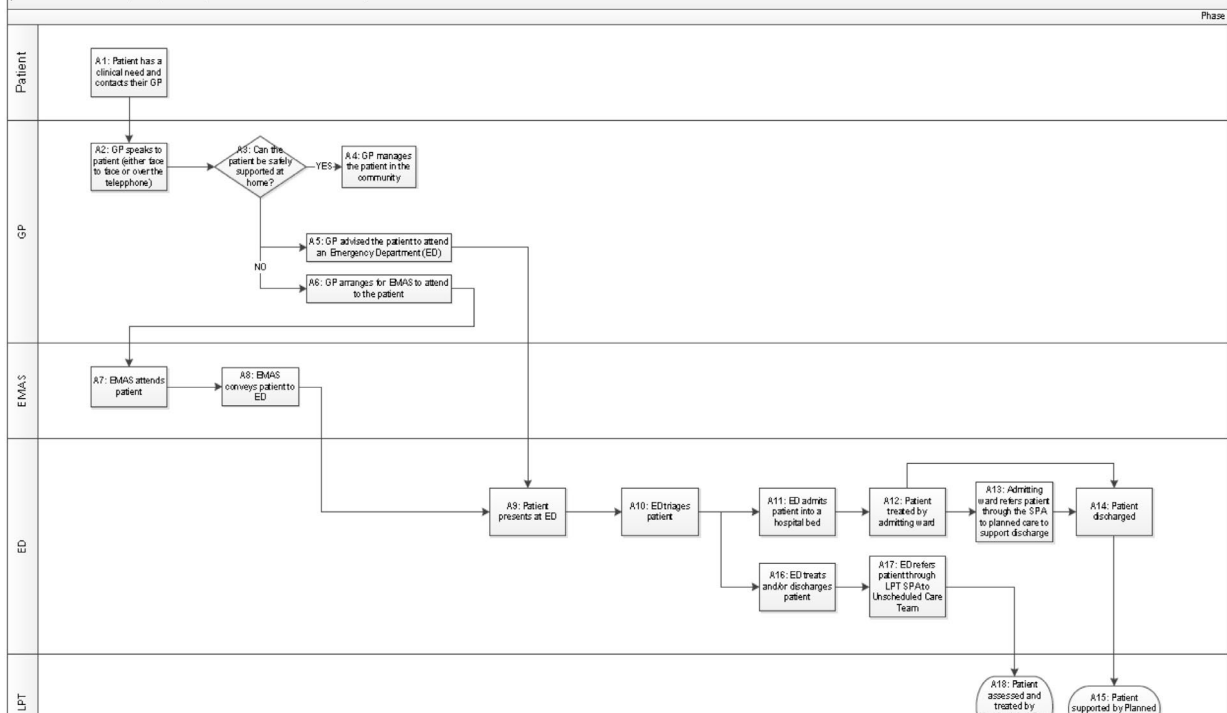 Phase
Patient
A1: Patient has a
clinical need and
contacts their GP
GP
A2: GP speaks to
patient (either face
to face or over the
telepphone)
A3: Can the
patient be safely
supported at
home?
YES
A4: GP manages
the patient in the
community
A5: GP advised the patient to attend
an Emergency Department (ED)
NO
A6: GP arranges for EMAS to attend
to the patient
EMAS
A7: EMAS attends
patient
A8: EMAS
conveys patient to
ED
ED
A9: Patient
presents at ED
A10: ED triages
patient
A11: ED admits
patient into a
hospital bed
A12: Patient
treated by
admitting ward
A13: Admitting
ward refers patient
through the SPA
to planned care to
support discharge
A14: Patient
discharged
A16: ED treats
and/or discharges
patient
A17: ED refers
patient through
LPT SPA to
Unscheduled Care
Team
LPT
A18: Patient
assessed and
treated by
A15: Patient
supported by Planned